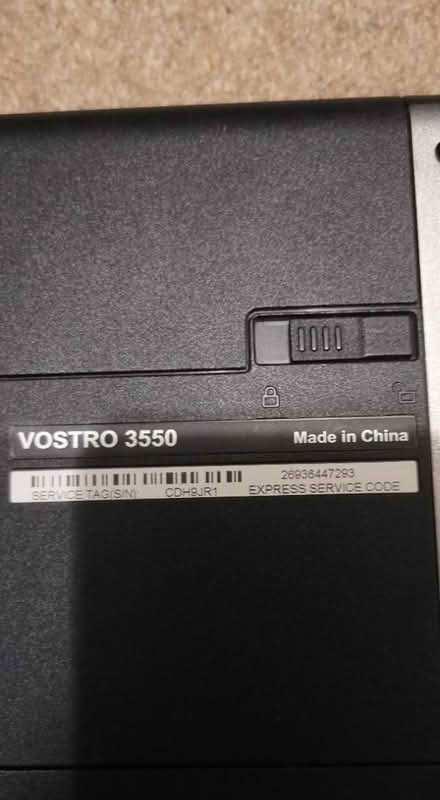 VOSTRO 3550 Made in China
26936447293
SERVICE TAG(S/N): CDH9JR1 EXPRESS SERVICE CODE